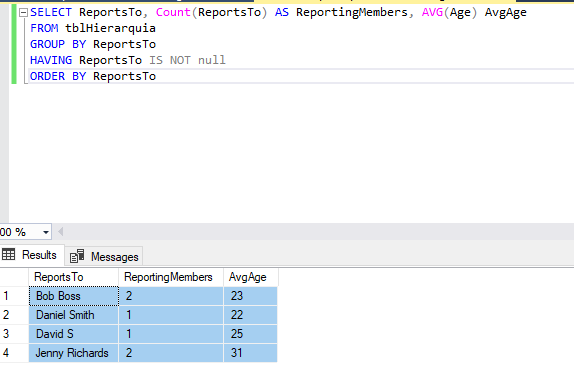 SELECT ReportsTo, Count(ReportsTo) AS ReportingMembers, AVG(Age) AvgAge
FROM tblHierarquia
GROUP BY ReportsTo
HAVING ReportsTo IS NOT null
ORDER BY ReportsTo
00 %
Results Messages
ReportsTo ReportingMembers AvgAge
1 Bob Boss 2 23
2 Daniel Smith 1 22
3 David S 1 25
4 Jenny Richards 2 31